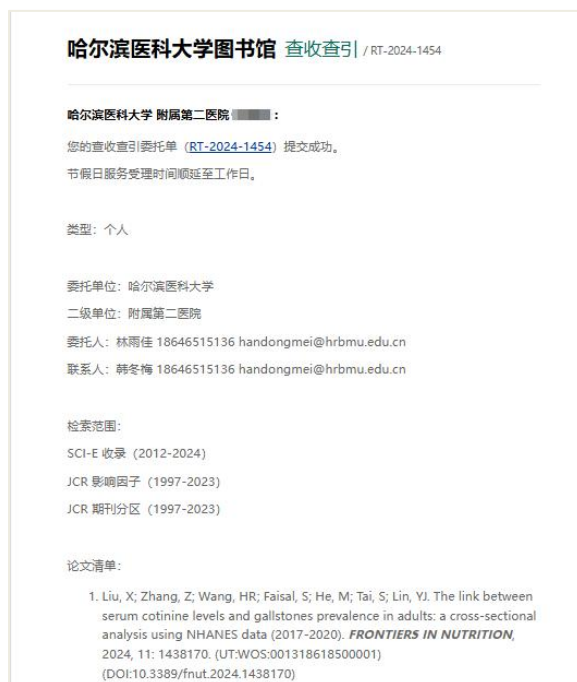 哈尔滨医科大学图书馆 查收查引 / RT-2024-1454
哈尔滨医科大学 附属第二医院 :
您的查收查引委托单（RT-2024-1454）提交成功。
节假日服务受理时间顺延至工作日。
类型：个人
委托单位：哈尔滨医科大学
二级单位：附属第二医院
委托人：林雨佳 18646515136 handongmei@hrbmu.edu.cn
联系人：韩冬梅 18646515136 handongmei@hrbmu.edu.cn
检索范围：
SCI-E 收录（2012-2024）
JCR 影响因子（1997-2023）
JCR 期刊分区（1997-2023）
论文清单：
1. Liu, X; Zhang, Z; Wang, HR; Faisal, S; He, M; Tai, S; Lin, YJ. The link between
serum cotinine levels and gallstones prevalence in adults: a cross-sectional
analysis using NHANES data (2017-2020). FRONTIERS IN NUTRITION,
2024, 11: 1438170. (UT:WOS:001318618500001)
(DOI:10.3389/fnut.2024.1438170)